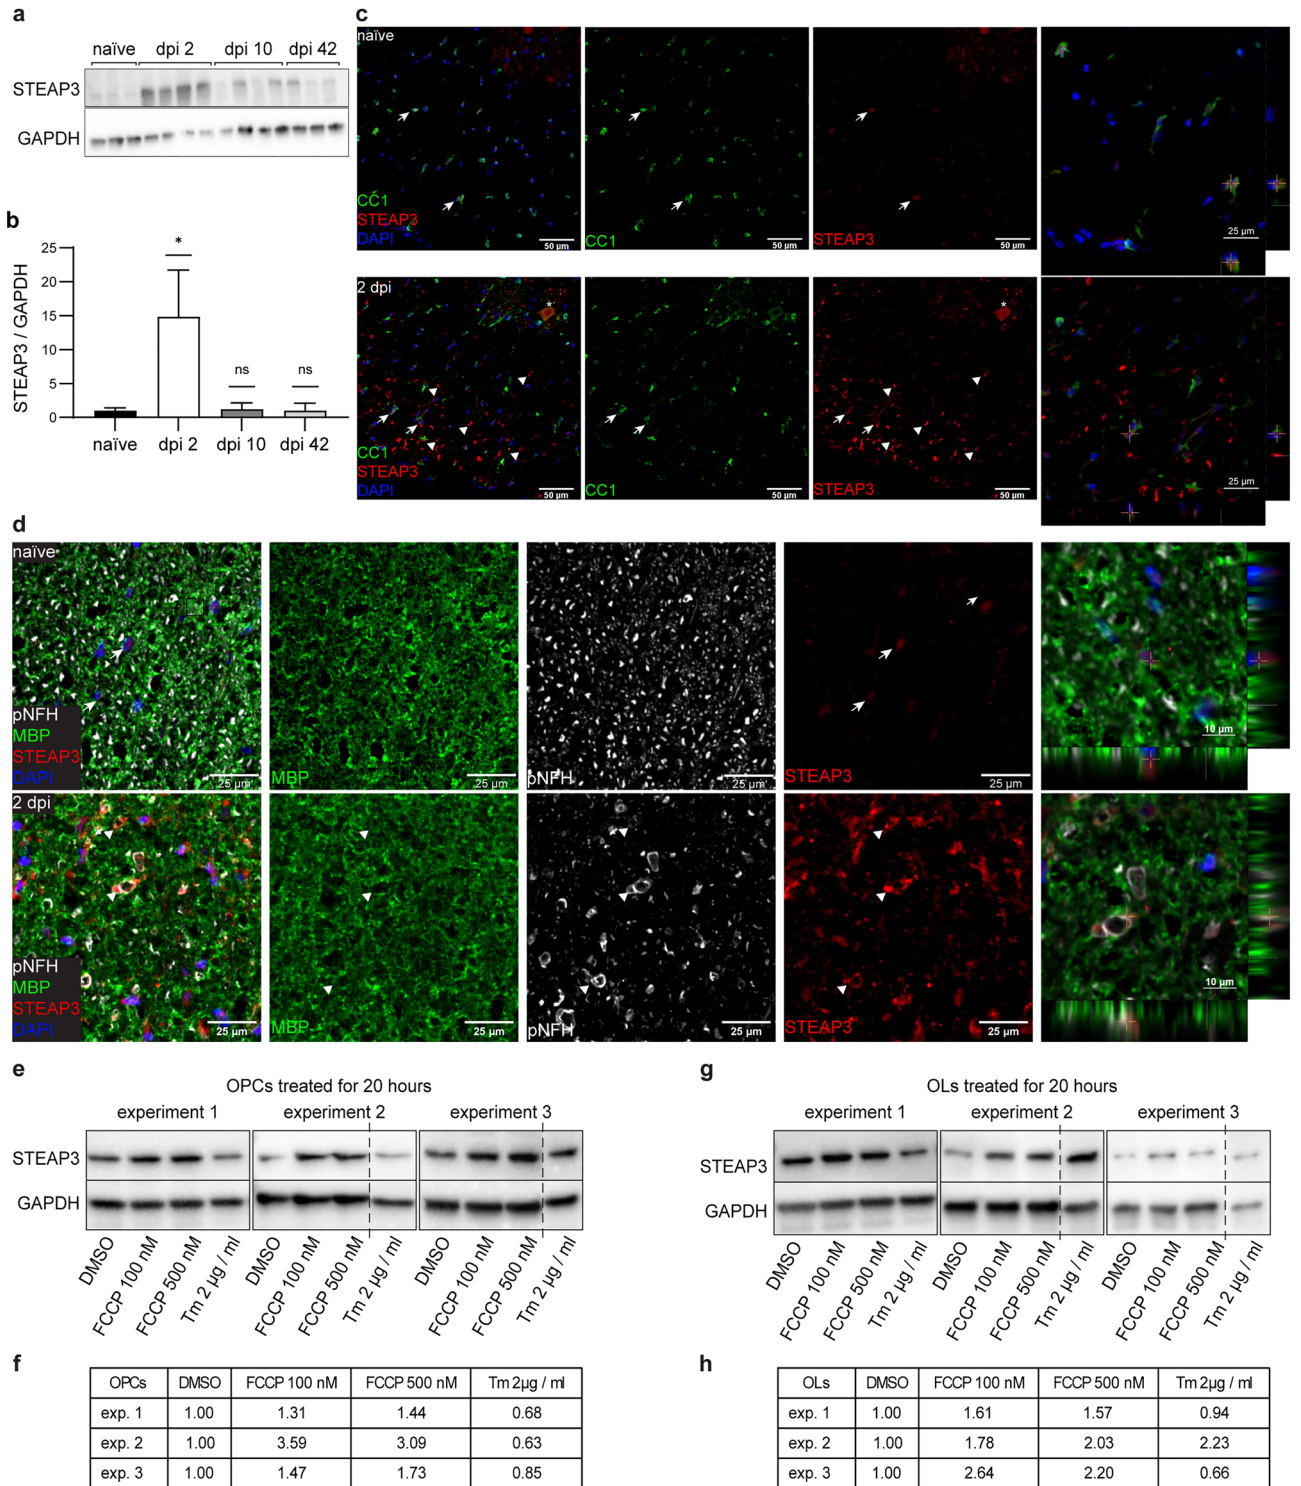 a
naïve dpi 2 dpi 10 dpi 42
STEAP3
GAPDH
b
STEAP3 / GAPDH
25
20
15
10
5
0
*
ns
ns
naïve dpi 2 dpi 10 dpi 42
c
naïve
CC1
STEAP3
DAPI
50 µm
CC1
50 µm
STEAP3
50 µm
25 µm
2 dpi
*
CC1
STEAP3
DAPI
50 µm
CC1
50 µm
*
STEAP3
50 µm
25 µm
d
naïve
pNFH
MBP
STEAP3
DAPI
25 µm
MBP
25 µm
pNFH
25 µm
STEAP3
25 µm
10 µm
2 dpi
pNFH
MBP
STEAP3
DAPI
25 µm
MBP
25 µm
pNFH
25 µm
STEAP3
25 µm
10 µm
e
OPCs treated for 20 hours
experiment 1 experiment 2 experiment 3
STEAP3
GAPDH
DMSO FCCP 100 nM FCCP 500 nM Tm 2 µg / ml DMSO FCCP 100 nM FCCP 500 nM Tm 2 µg / ml DMSO FCCP 100 nM FCCP 500 nM Tm 2 µg / ml
f
OPCs DMSO FCCP 100 nM FCCP 500 nM Tm 2µg / ml
exp. 1 1.00 1.31 1.44 0.68
exp. 2 1.00 3.59 3.09 0.63
exp. 3 1.00 1.47 1.73 0.85
g
OLs treated for 20 hours
experiment 1 experiment 2 experiment 3
STEAP3
GAPDH
DMSO FCCP 100 nM FCCP 500 nM Tm 2 µg / ml DMSO FCCP 100 nM FCCP 500 nM Tm 2 µg / ml DMSO FCCP 100 nM FCCP 500 nM Tm 2 µg / ml
h
OLs DMSO FCCP 100 nM FCCP 500 nM Tm 2µg / ml
exp. 1 1.00 1.61 1.57 0.94
exp. 2 1.00 1.78 2.03 2.23
exp. 3 1.00 2.64 2.20 0.66